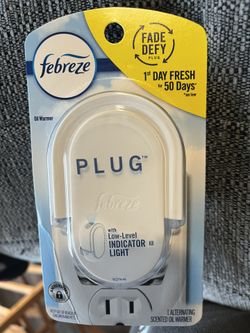 febreze
FADE
DEFY
PLUG
1ST DAY FRESH
for 50 Days*
Oil Warmer
PLUG™
febreze
with
Low-Level
INDICATOR
LIGHT
1 ALTERNATING
SCENTED OIL WARMER